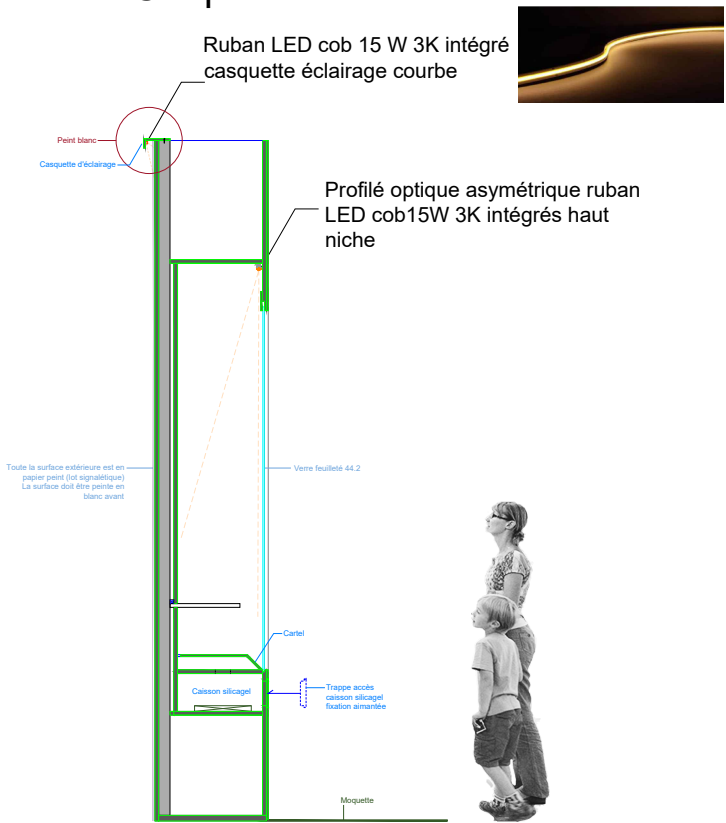 Ruban LED cob 15 W 3K intégré
casquette éclairage courbe
Peint blanc
Casquette d'éclairage
Profilé optique asymétrique ruban
LED cob15W 3K intégrés haut
niche
Toute la surface extérieure est en
papier peint (lot signalétique)
La surface doit être peinte en
blanc avant
Verre feuilleté 44.2
Cartel
Caisson silicagel
Trappe accès
caisson silicagel
fixation aimantée
Moquette